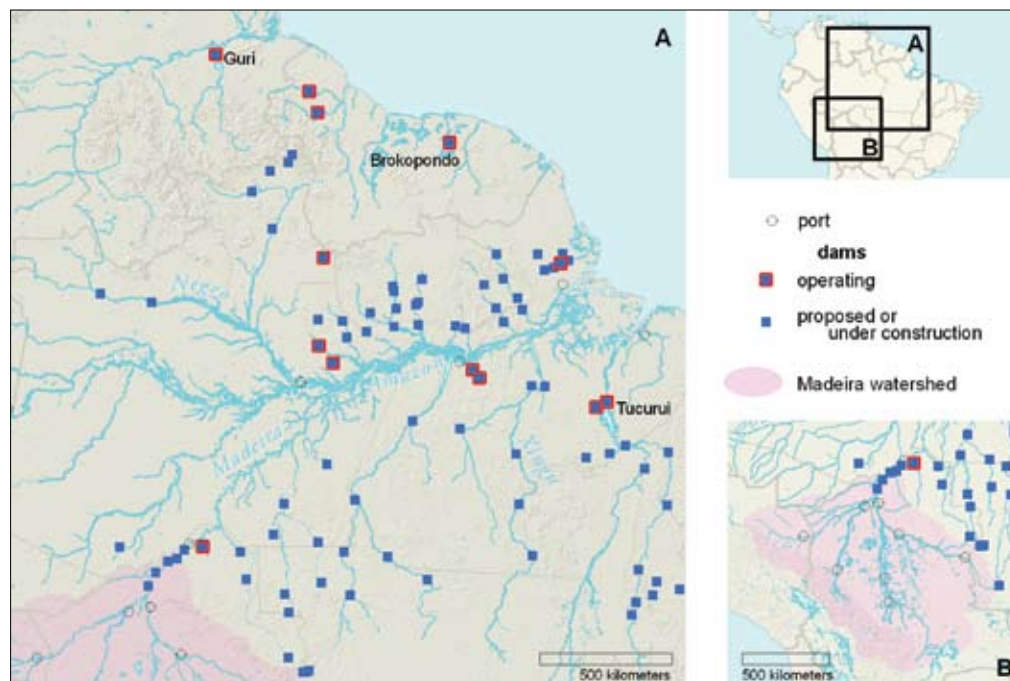 A
Guri
Brokopondo
Negro
Amazon
Madeira
Xingu
Tucurui
500 kilometers
A
B
port
dams
operating
proposed or
under construction
Madeira watershed
500 kilometers
B